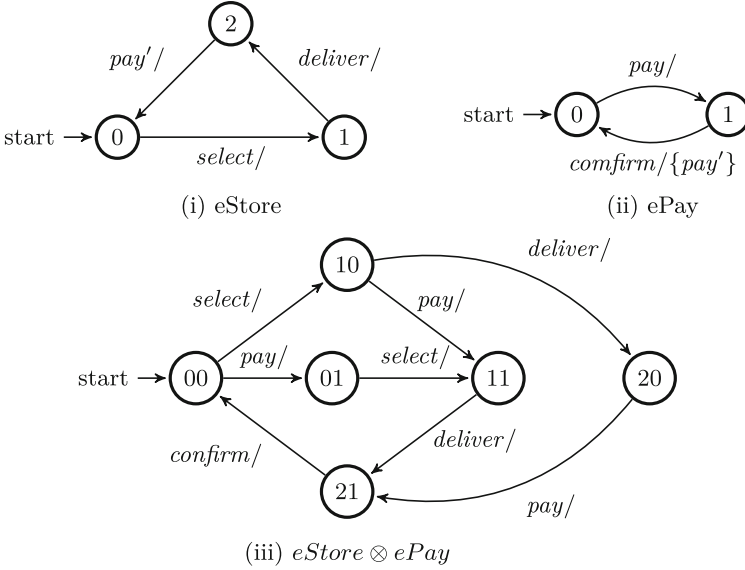 2
pay′/
deliver/
pay/
start
0
1
start
0
1
select/
comfirm/{pay′}
(i) eStore
(ii) ePay
10
deliver/
select/
pay/
pay/
select/
start
00
01
11
20
confirm/
deliver/
21
pay/
(iii) eStore ⊗ ePay